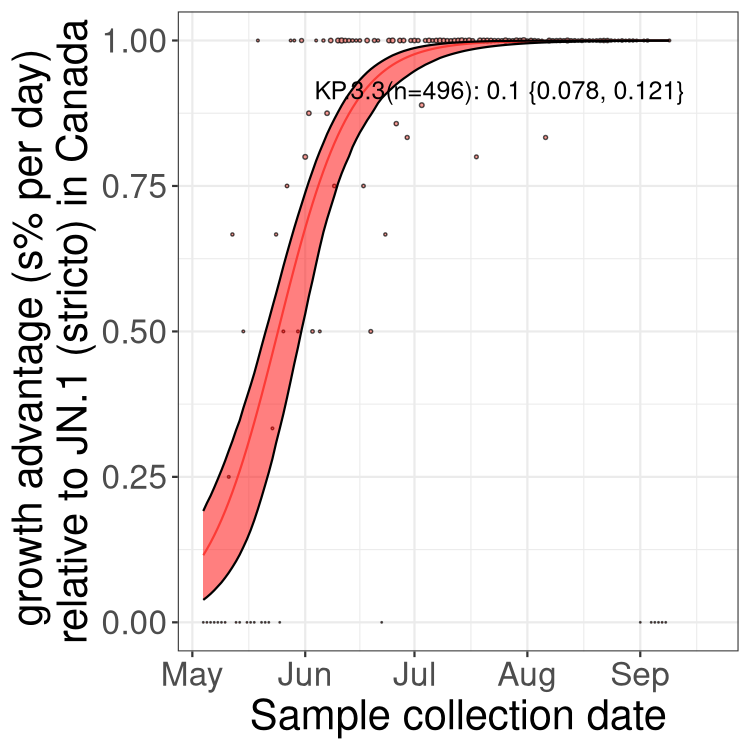 growth advantage (s% per day)
relative to JN.1 (stricto) in Canada
1.00
0.75
0.50
0.25
0.00
KP.3.3(n=496): 0.1 {0.078, 0.121}
May Jun Jul Aug Sep
Sample collection date